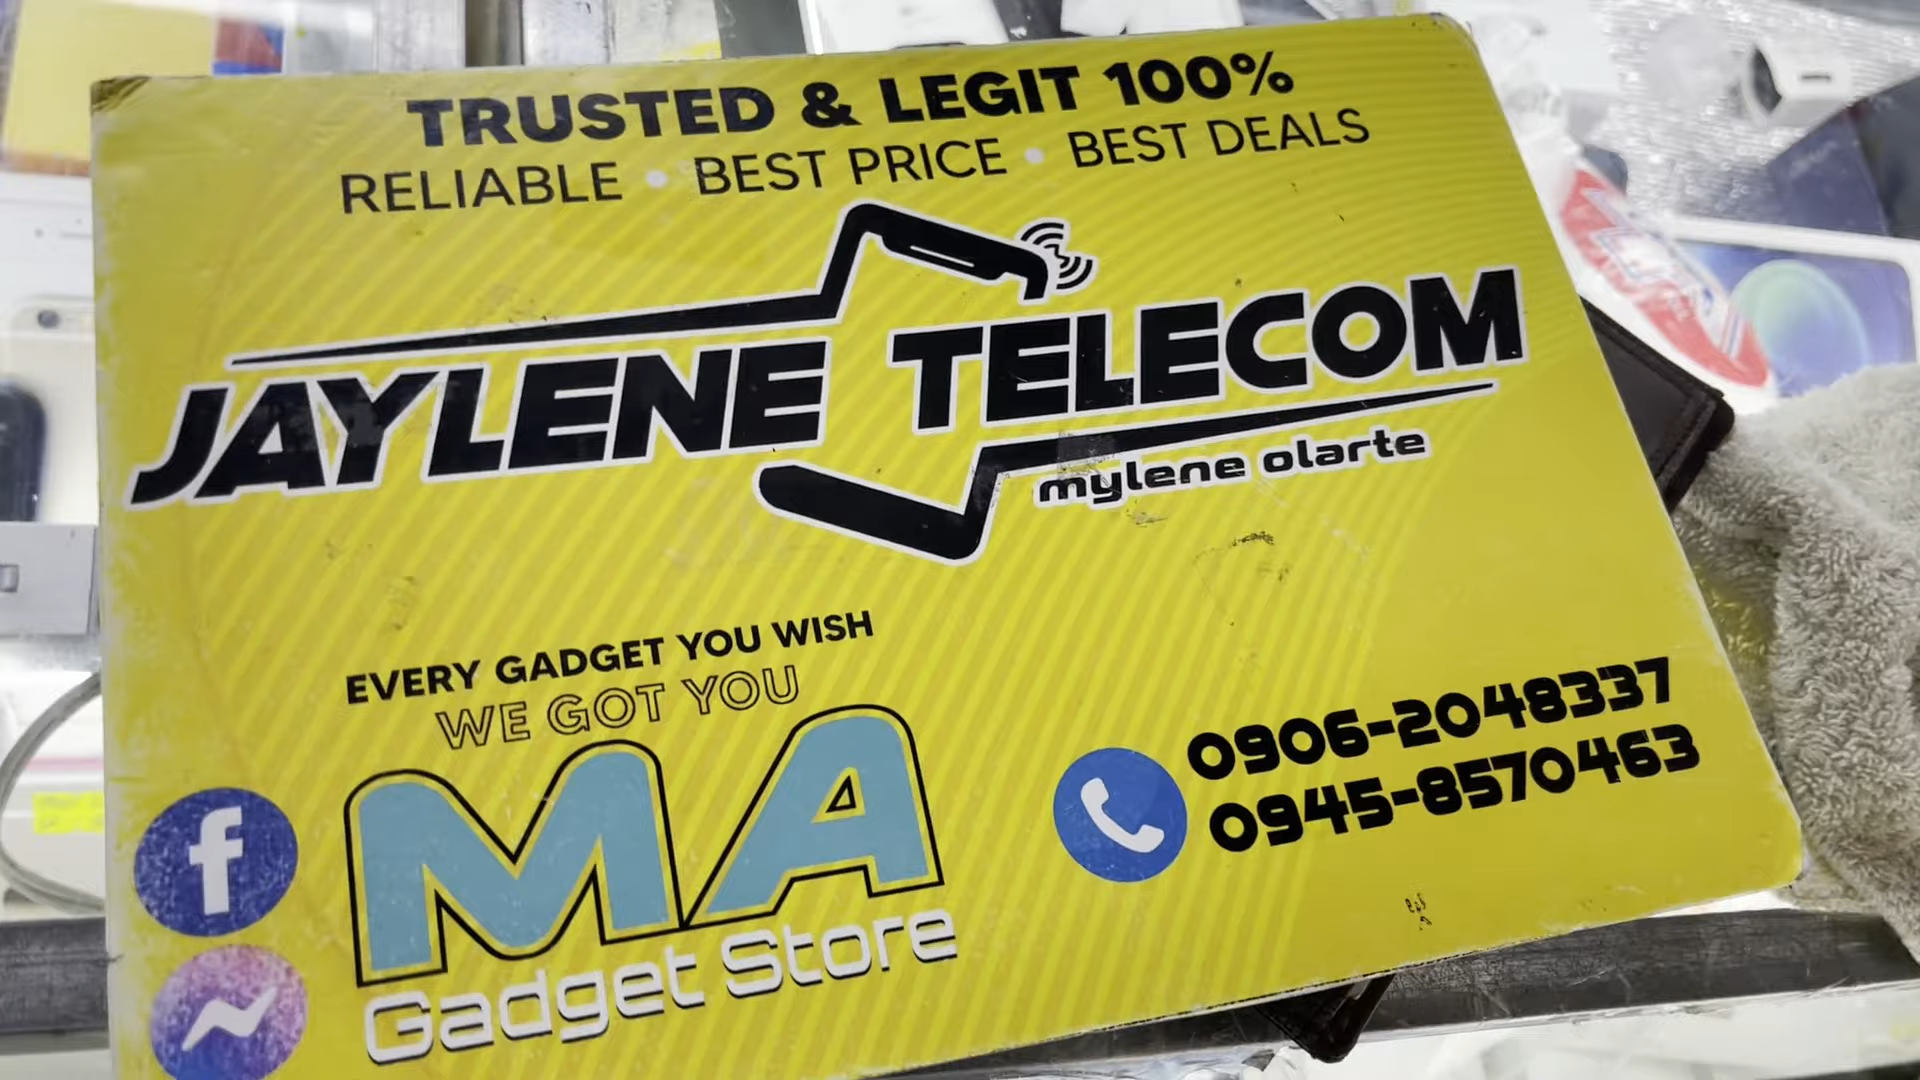 TRUSTED & LEGIT 100%
RELIABLE • BEST PRICE • BEST DEALS
JAYLENE TELECOM
mylene olarte
EVERY GADGET YOU WISH
WE GOT YOU
MA
Gadget Store
0906-2048337
0945-8570463